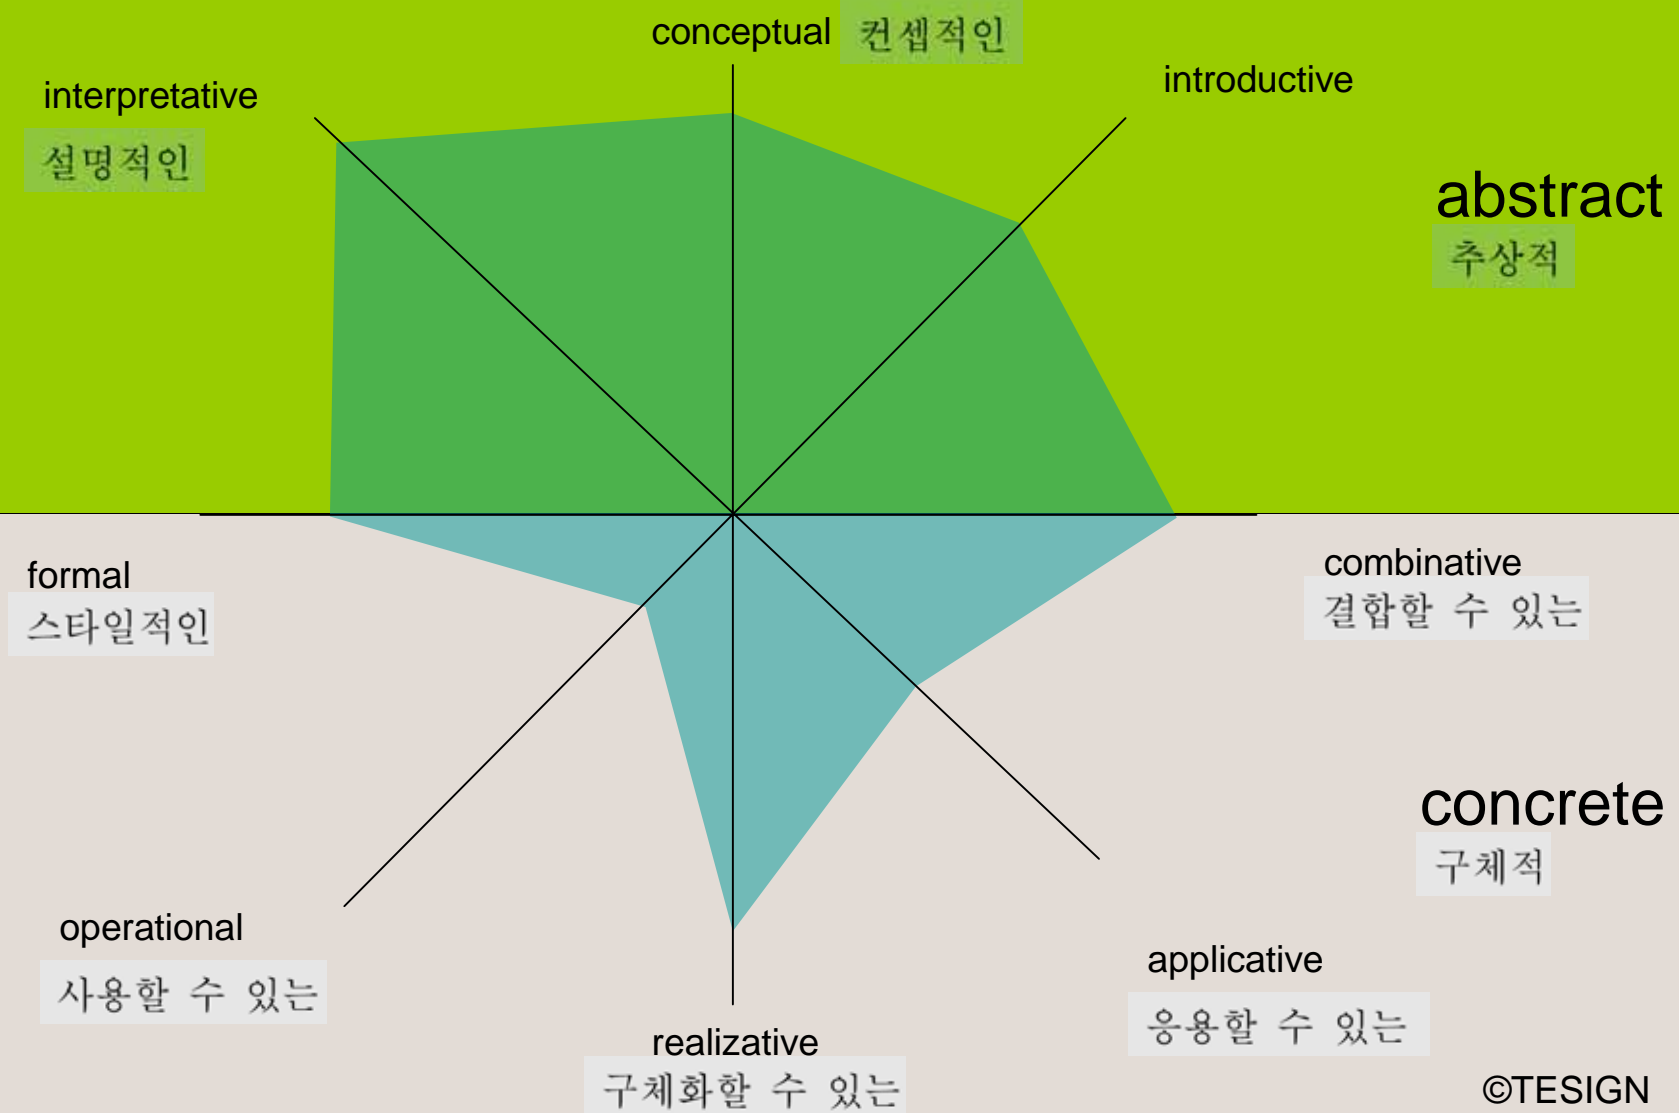 conceptual 컨셉적인
introductive
interpretative
설명적인
abstract
추상적
formal
스타일적인
combinative
결합할 수 있는
concrete
구체적
operational
사용할 수 있는
applicative
응용할 수 있는
realizative
구체화할 수 있는
©TESIGN